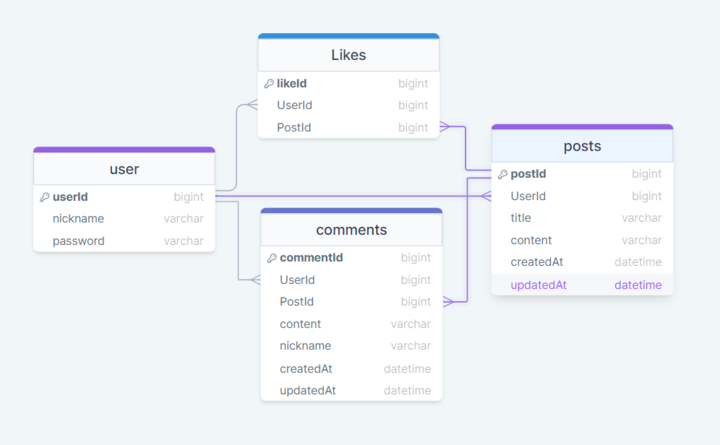 Likes
likeId bigint
UserId bigint
PostId bigint
user
userId bigint
nickname varchar
password varchar
posts
postId bigint
UserId bigint
title varchar
content varchar
createdAt datetime
updatedAt datetime
comments
commentId bigint
UserId bigint
PostId bigint
content varchar
nickname varchar
createdAt datetime
updatedAt datetime